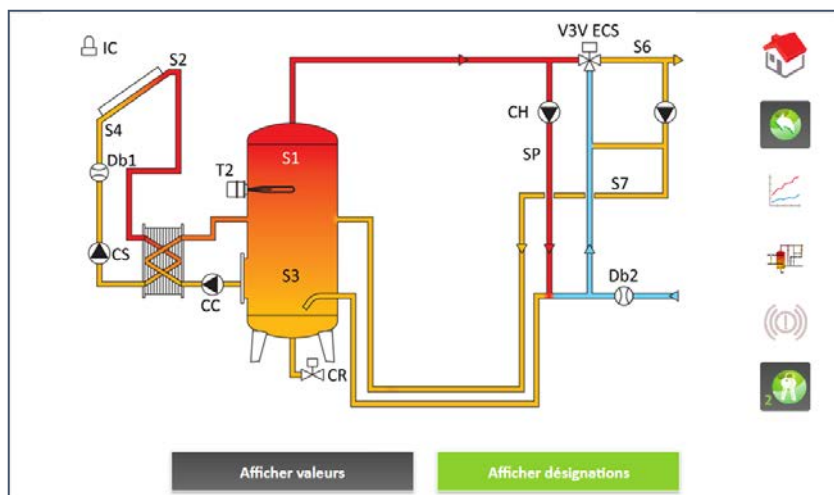 V3V ECS
IC
S2
S6
S4
CH
Db1
SP
S1
T2
S7
CS
S3
CC
Db2
CR
2
Afficher valeurs
Afficher désignations